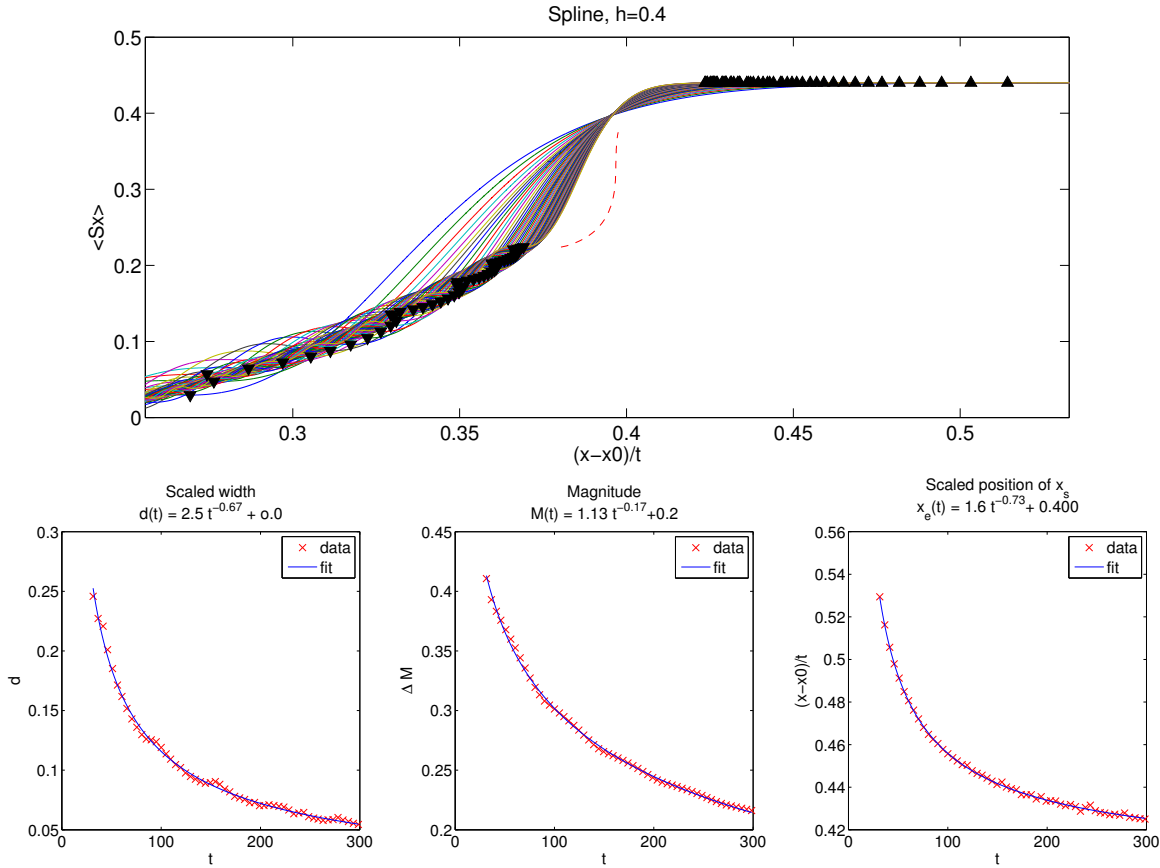 Spline, h=0.4
0.5
0.4
0.3
0.2
0.1
0
<Sx>
0.3 0.35 0.4 0.45 0.5
(x−x0)/t
Scaled width
d(t) = 2.5 t^−0.67 + o.0
0.3
0.25
0.2
0.15
0.1
0.05
d
0 100 200 300
t
data
fit
Magnitude
M(t) = 1.13 t^−0.17+0.2
0.45
0.4
0.35
0.3
0.25
0.2
Δ M
0 100 200 300
t
data
fit
Scaled position of x_s
x_e(t) = 1.6 t^−0.73+ 0.400
0.56
0.54
0.52
0.5
0.48
0.46
0.44
0.42
(x−x0)/t
0 100 200 300
t
data
fit